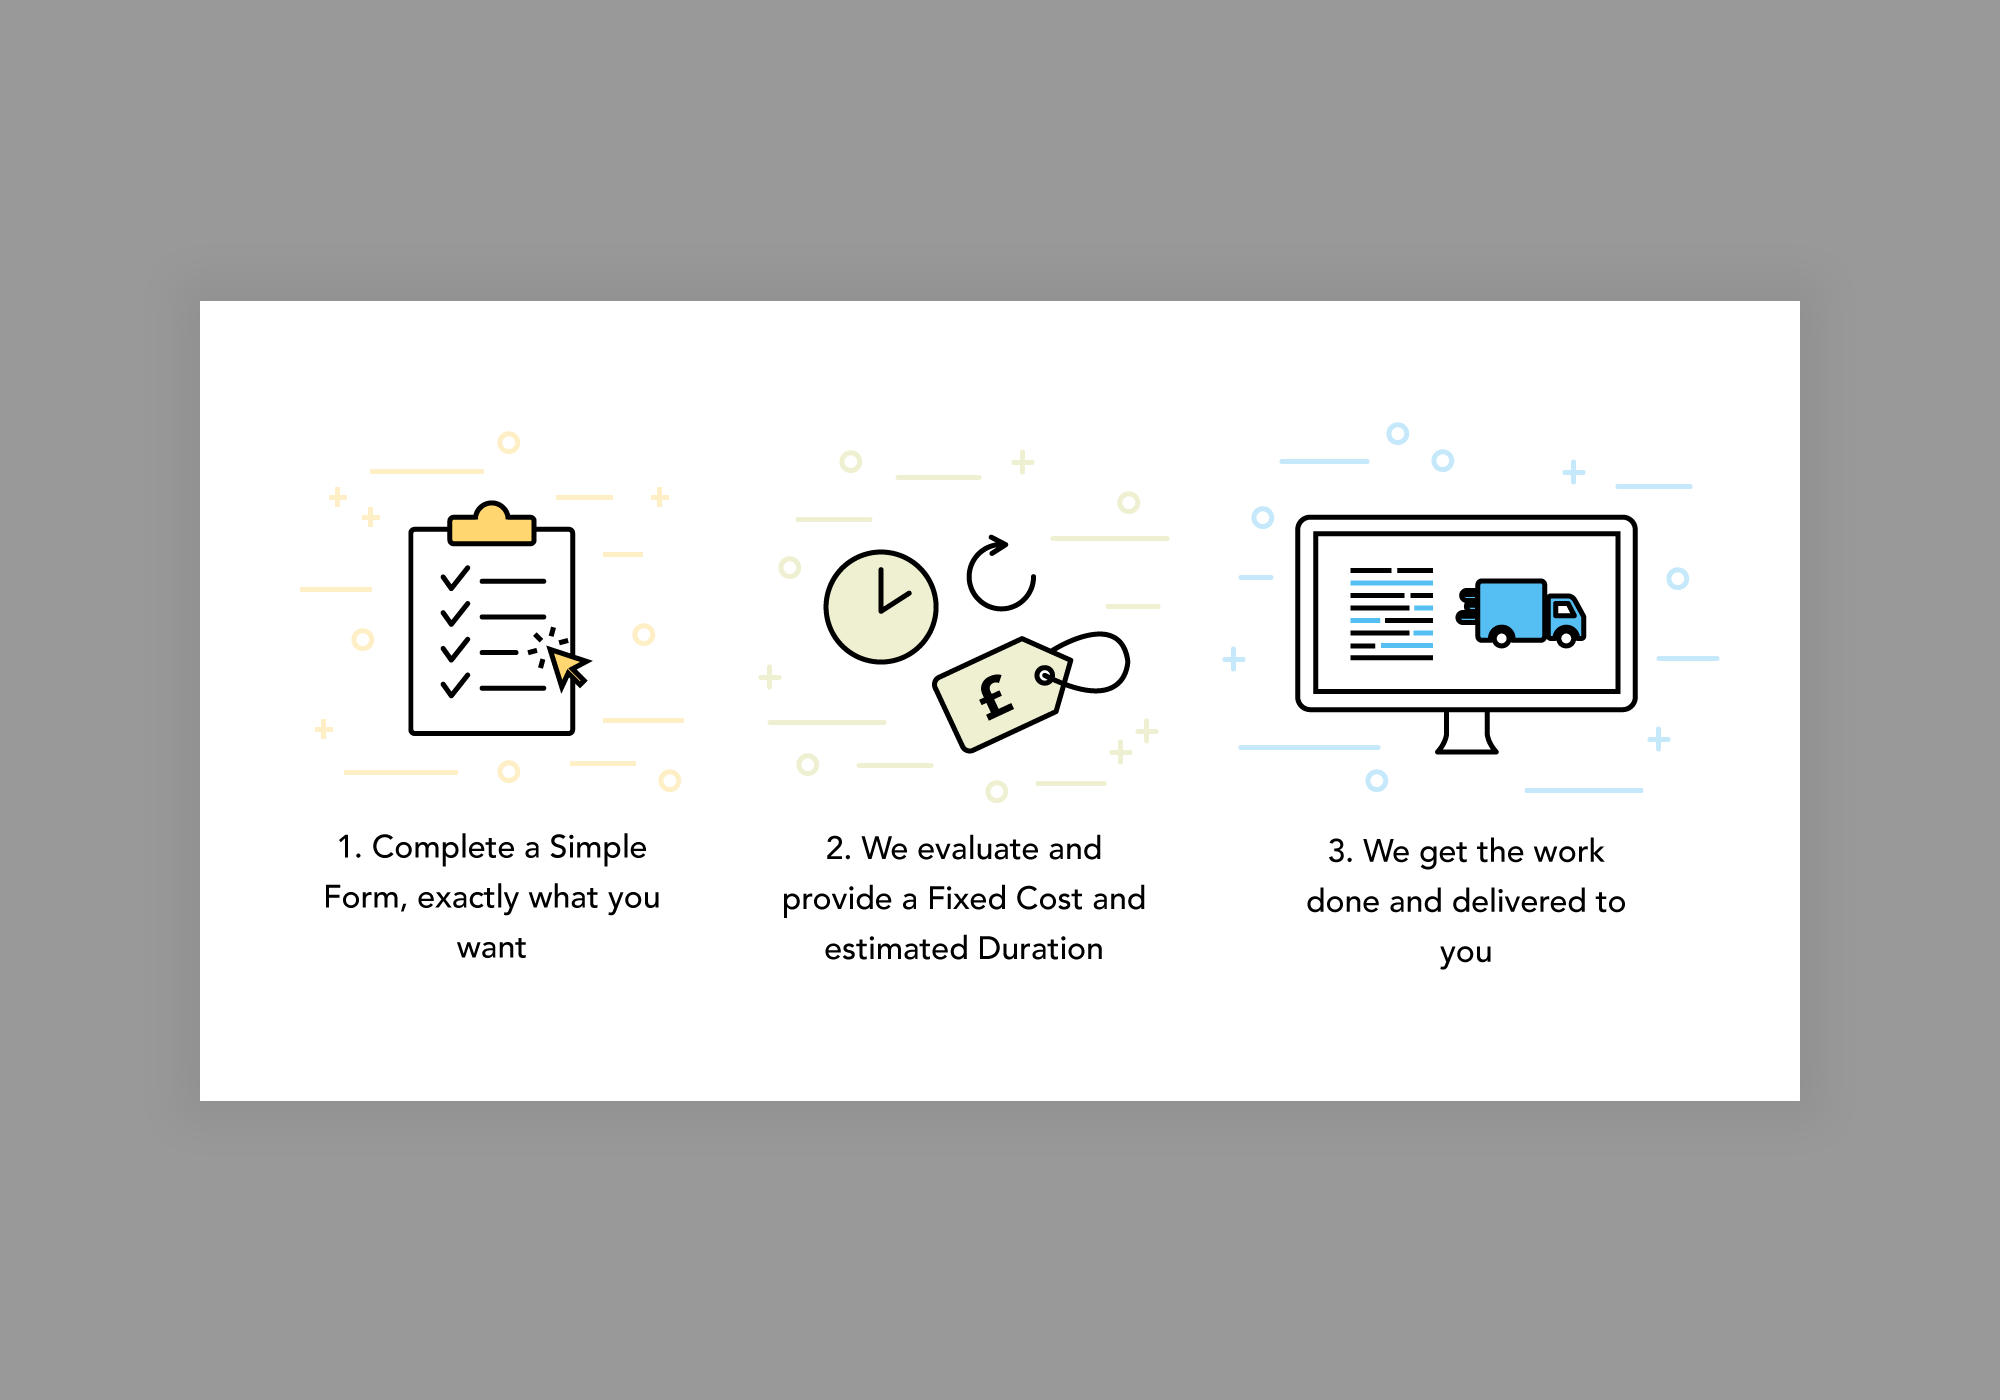 £
1. Complete a Simple
Form, exactly what you
want
2. We evaluate and
provide a Fixed Cost and
estimated Duration
3. We get the work
done and delivered to
you